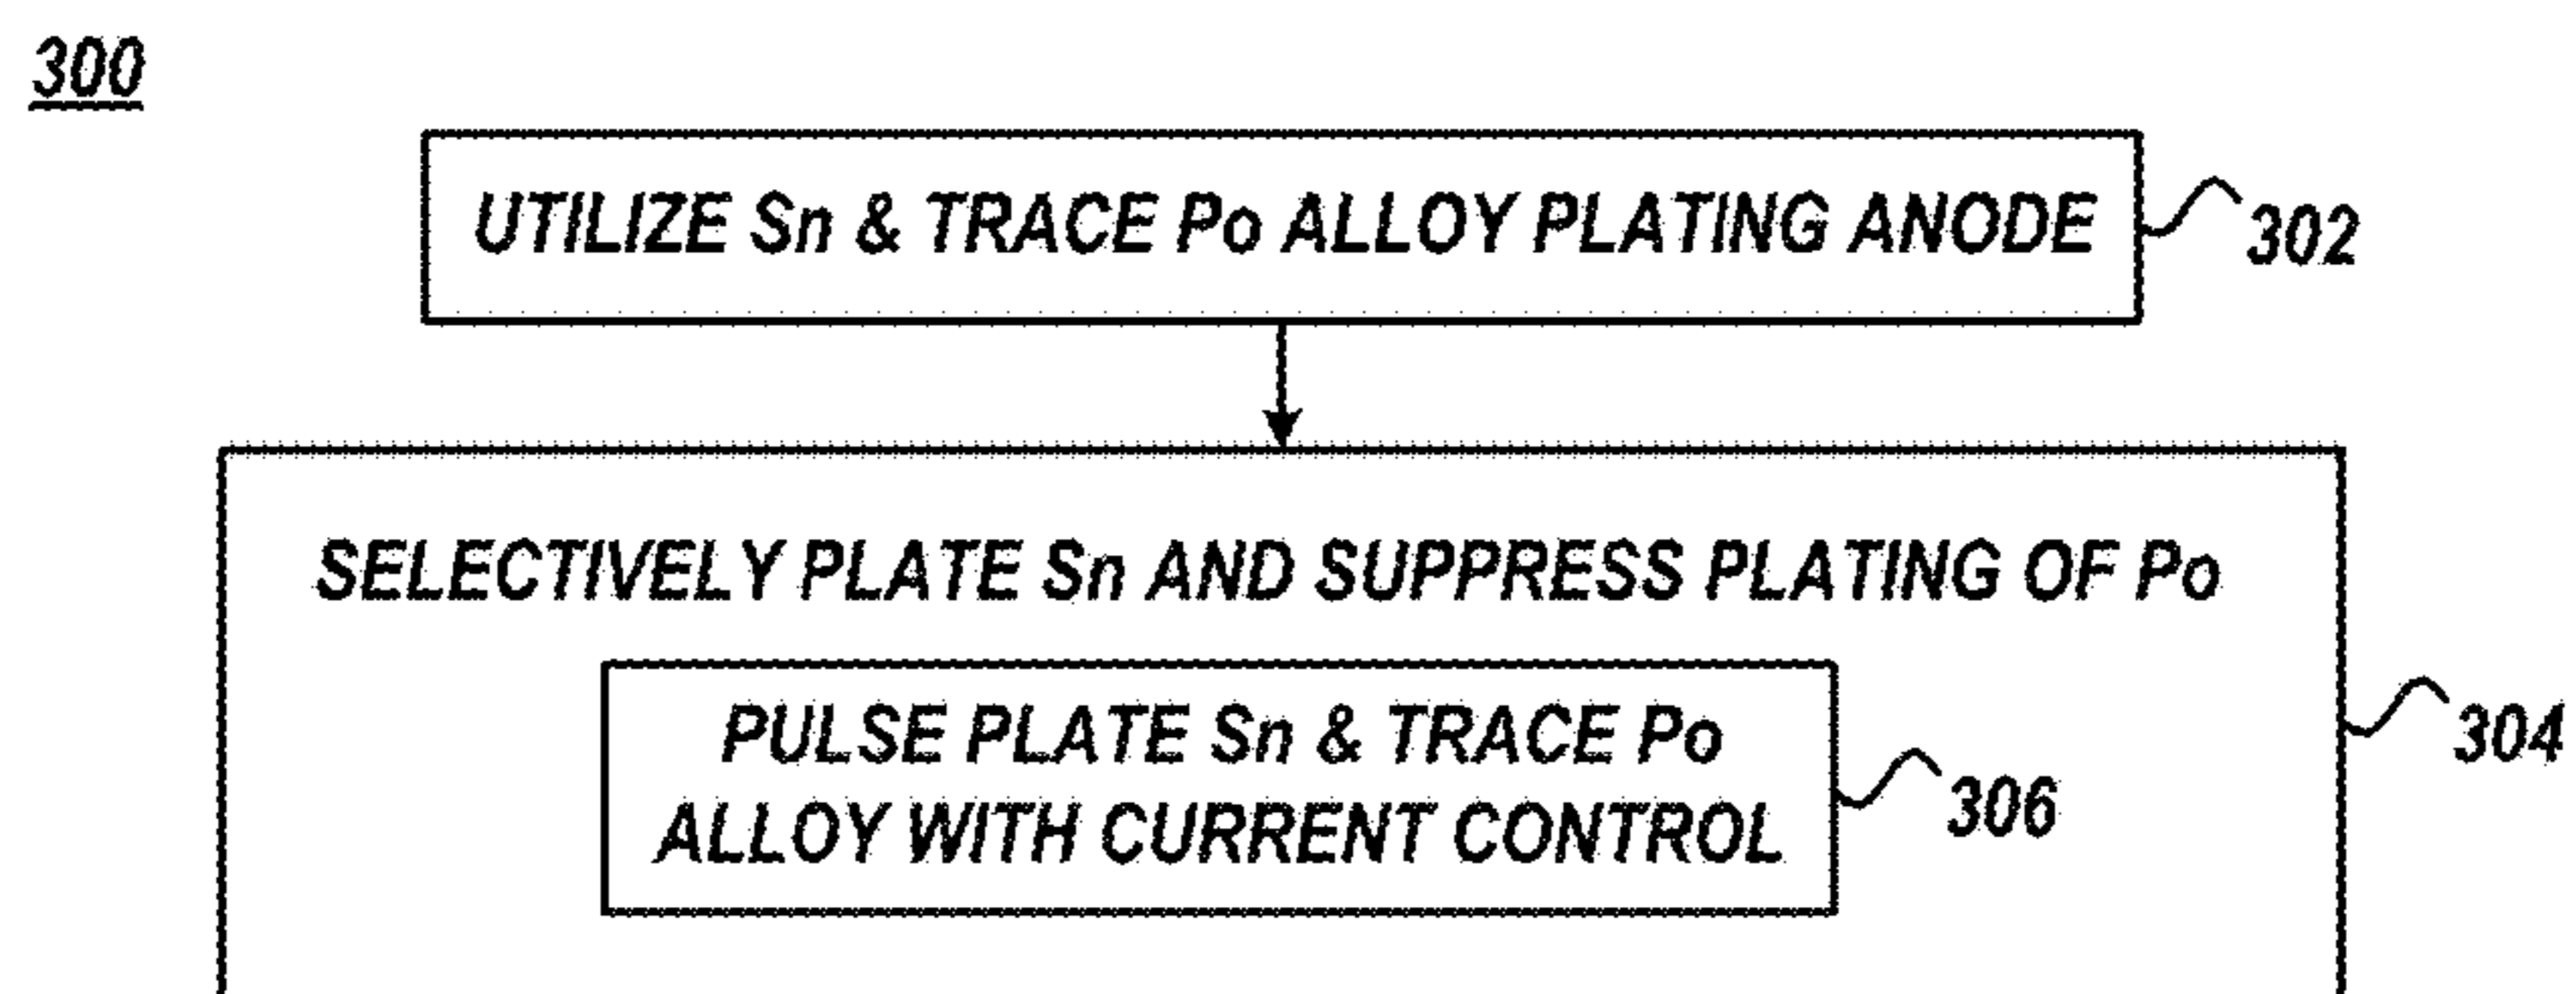 300
UTILIZE Sn & TRACE Po ALLOY PLATING ANODE
302
SELECTIVELY PLATE Sn AND SUPPRESS PLATING OF Po
304
PULSE PLATE Sn & TRACE Po
ALLOY WITH CURRENT CONTROL
306